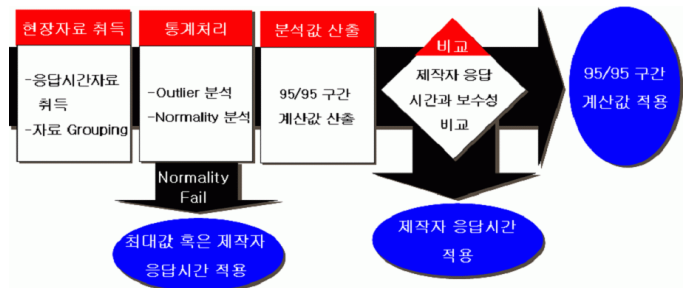 현장자료 취득
-응답시간자료
취득
-자료 Grouping
통계처리
-Outlier 분석
-Normality 분석
Normality
Fail
최대값 혹은 제작자
응답시간 적용
분석값 산출
95/95 구간
계산값 산출
비교
제작자 응답
시간과 보수성
비교
제작자 응답시간
적용
95/95 구간
계산값 적용